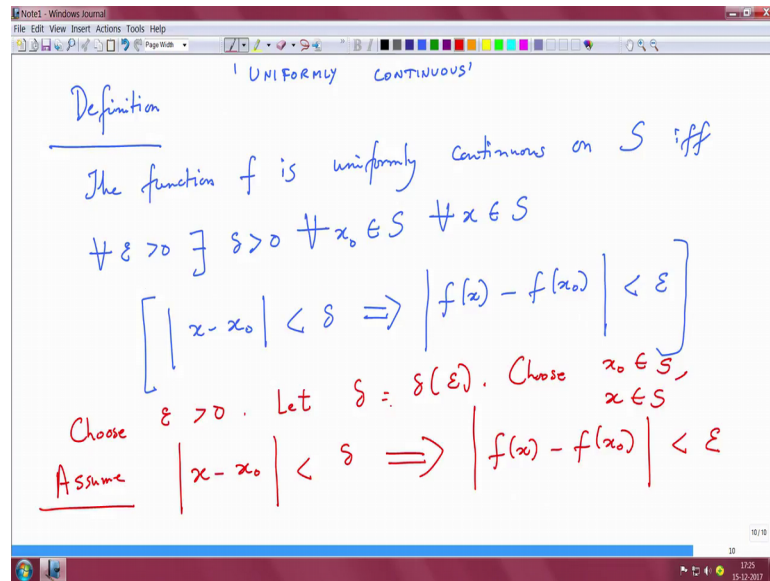 Note1 - Windows Journal
File Edit View Insert Actions Tools Help
Page Width
'UNIFORMLY CONTINUOUS'
Definition
The function f is uniformly continuous on S iff
∀ ε > 0 ∃ δ > 0 ∀ x₀ ∈ S ∀ x ∈ S
[ |x - x₀| < δ ⟹ |f(x) - f(x₀)| < ε ]
Choose ε > 0. Let δ = δ(ε). Choose x₀ ∈ S,
x ∈ S
Assume |x - x₀| < δ ⟹ |f(x) - f(x₀)| < ε
10/10
10
17:25
15-12-2017